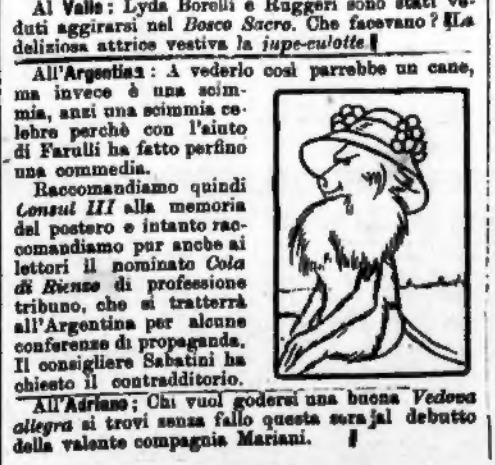 Al Valle: Lyda Borelli e Ruggeri sono stati ve-
duti aggirarsi nel Bosco Sacro. Che facevano? La
deliziosa attrice vestiva la jupe-culotte
All'Argentina: A vederlo così parrebbe un cane,
ma invece è una scim-
mia, anzi una scimmia ce-
lebre perchè con l'aiuto
di Farulli ha fatto perfino
una commedia.
Raccomandiamo quindi
Consul III alla memoria
del postero e intanto rac-
comandiamo pur anche ai
lettori il nominato Cola
di Rienzo di professione
tribuno, che si tratterrà
all'Argentina per alcune
conferenze di propaganda.
Il consigliere Sabatini ha
chiesto il contradditorio.
All'Adriano; Chi vuol godersi una buona Vedova
allegra si trovi senza fallo questa sera al debutto
della valente compagnia Mariani.